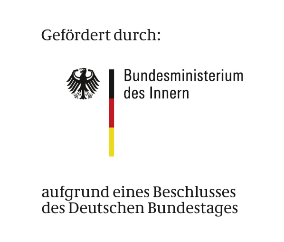 Gefördert durch:
Bundesministerium
des Innern
aufgrund eines Beschlusses
des Deutschen Bundestages